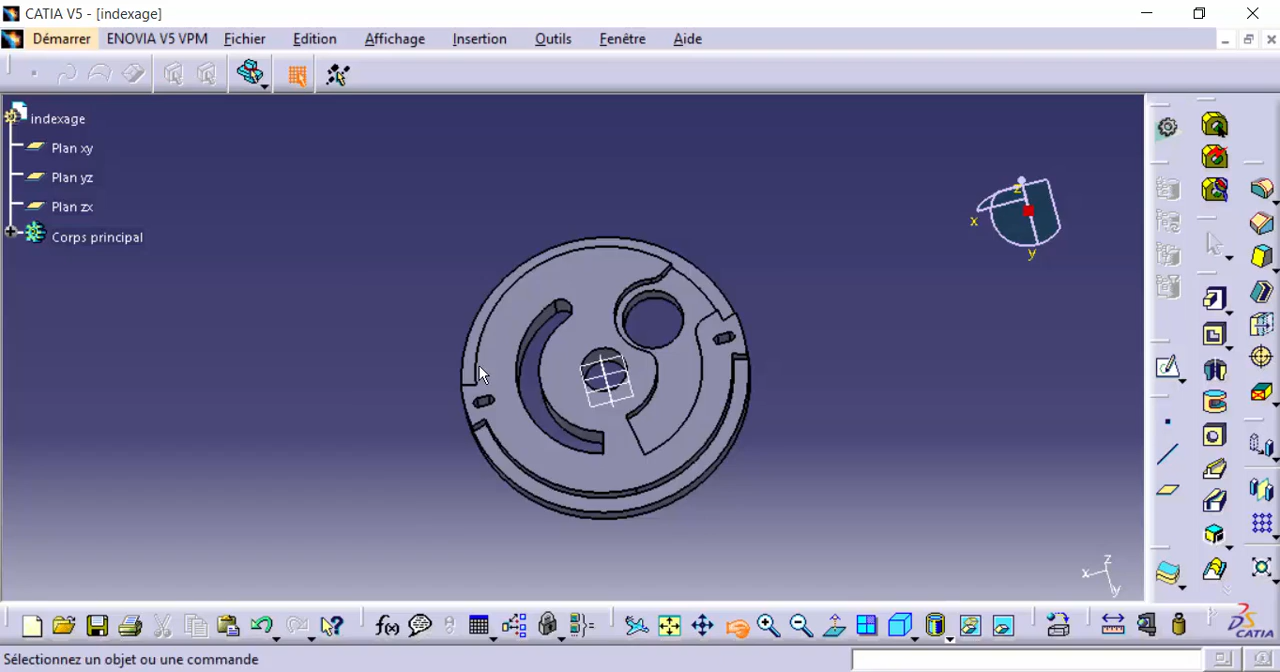 CATIA V5 - [indexage]
Démarrer ENOVIA V5 VPM Fichier Edition Affichage Insertion Outils Fenêtre Aide
indexage
Plan xy
Plan yz
Plan zx
Corps principal
z
x
y
z
x
y
f(x)
CATIA
Sélectionnez un objet ou une commande